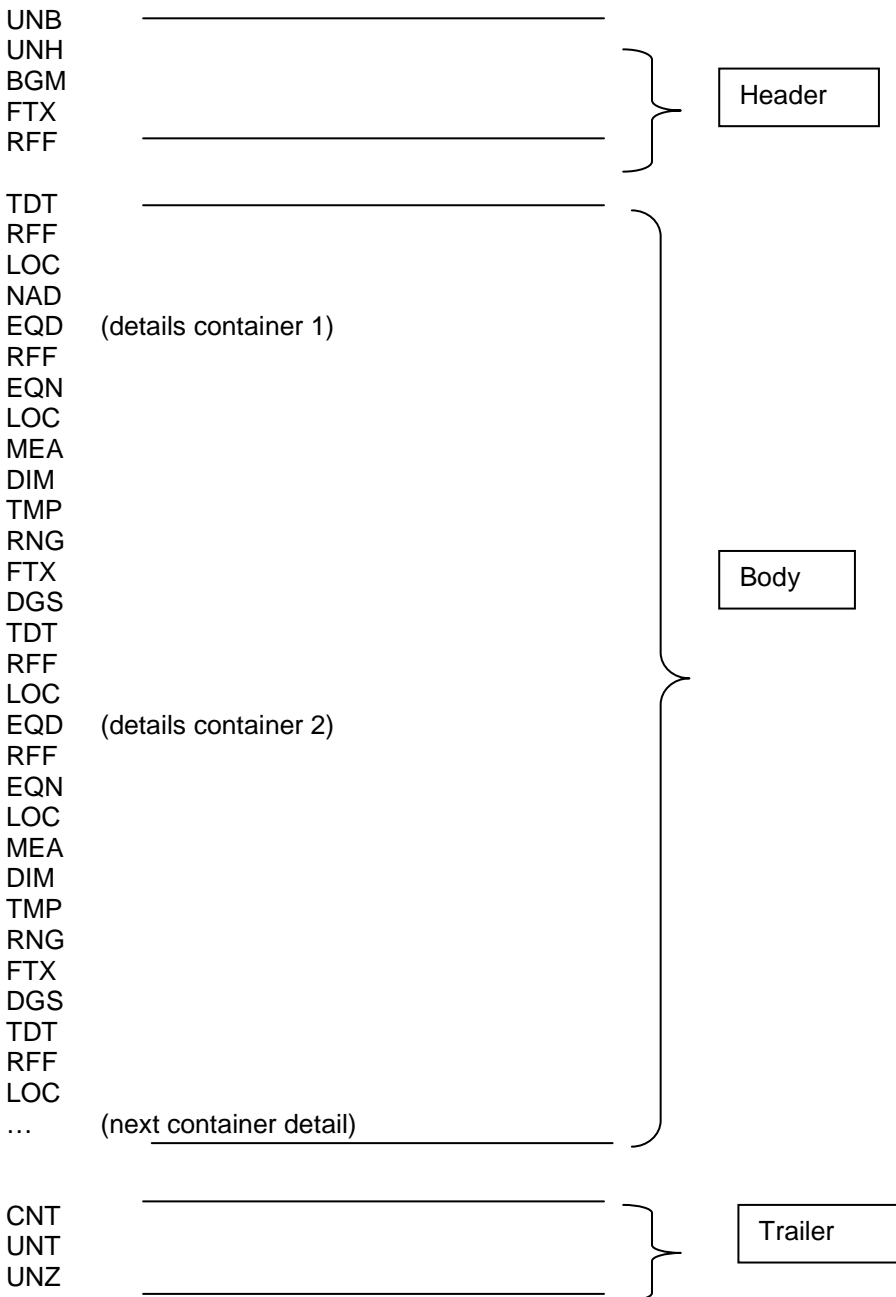 UNB
UNH
BGM
Header
FTX
RFF
TDT
RFF
LOC
NAD
EQD (details container 1)
RFF
EQN
LOC
MEA
DIM
TMP
RNG
FTX
Body
DGS
TDT
RFF
LOC
EQD (details container 2)
RFF
EQN
LOC
MEA
DIM
TMP
RNG
FTX
DGS
TDT
RFF
LOC
… (next container detail)
CNT
Trailer
UNT
UNZ